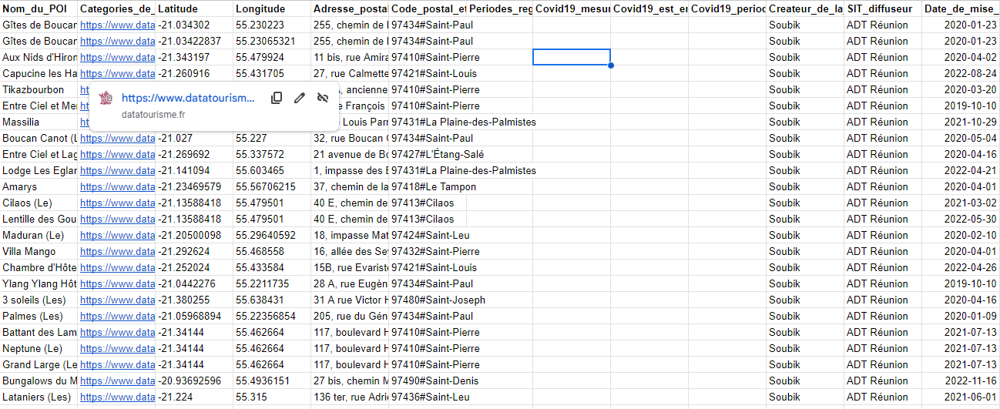 Nom_du_POI Categories_de_ Latitude Longitude Adresse_postal Code_postal_et Periodes_reg Covid19_mesu Covid19_est_en Covid19_period Createur_de_la SIT_diffuseur Date_de_mise_
Gîtes de Boucan https://www.data -21.034302 55.230223 255, chemin de l 97434#Saint-Paul Soubik ADT Réunion 2020-01-23
Gîtes de Boucan https://www.data -21.03422837 55.23065321 255, chemin de l 97434#Saint-Paul Soubik ADT Réunion 2020-01-23
Aux Nids d'Hiron https://www.data -21.343197 55.479924 11 bis, rue Amira 97410#Saint-Pierre Soubik ADT Réunion 2020-04-02
Capucine les Ha https://www.data -21.260916 55.431705 27, rue Calmette 97421#Saint-Louis Soubik ADT Réunion 2022-08-24
Tikazbourbon ancienne 97410#Saint-Pierre Soubik ADT Réunion 2020-03-20
https://www.datatourism...
Entre Ciel et Mer François 97410#Saint-Pierre Soubik ADT Réunion 2019-10-10
datatourisme.fr
Massilia Louis Parr 97431#La Plaine-des-Palmistes Soubik ADT Réunion 2021-10-29
Boucan Canot (L https://www.data -21.027 55.227 32, rue Boucan C 97434#Saint-Paul Soubik ADT Réunion 2020-05-04
Entre Ciel et Lag https://www.data -21.269692 55.337572 21 avenue de Bo 97427#L'Étang-Salé Soubik ADT Réunion 2020-04-16
Lodge Les Eglan https://www.data -21.141094 55.603465 1, impasse des E 97431#La Plaine-des-Palmistes Soubik ADT Réunion 2022-04-21
Amarys https://www.data -21.23469579 55.56706215 37, chemin de la 97418#Le Tampon Soubik ADT Réunion 2020-04-01
Cilaos (Le) https://www.data -21.13588418 55.479501 40 E, chemin de 97413#Cilaos Soubik ADT Réunion 2021-03-02
Lentille des Gou https://www.data -21.13588418 55.479501 40 E, chemin de 97413#Cilaos Soubik ADT Réunion 2022-05-30
Maduran (Le) https://www.data -21.20500098 55.29640592 18, impasse Mat 97424#Saint-Leu Soubik ADT Réunion 2020-02-10
Villa Mango https://www.data -21.292624 55.468558 16, allée des Sey 97432#Saint-Pierre Soubik ADT Réunion 2020-04-01
Chambre d'Hôte https://www.data -21.252024 55.433584 15B, rue Evariste 97421#Saint-Louis Soubik ADT Réunion 2022-04-26
Ylang Ylang Hôt https://www.data -21.0442276 55.2211735 28 A, rue Eugèn 97434#Saint-Paul Soubik ADT Réunion 2019-10-10
3 soleils (Les) https://www.data -21.380255 55.638431 31 A rue Victor H 97480#Saint-Joseph Soubik ADT Réunion 2020-04-16
Palmes (Les) https://www.data -21.05968894 55.22356854 205, rue du Gén 97434#Saint-Paul Soubik ADT Réunion 2020-01-09
Battant des Lam https://www.data -21.34144 55.462664 117, boulevard H 97410#Saint-Pierre Soubik ADT Réunion 2021-07-13
Neptune (Le) https://www.data -21.34144 55.462664 117, boulevard H 97410#Saint-Pierre Soubik ADT Réunion 2021-07-13
Grand Large (Le https://www.data -21.34144 55.462664 117, boulevard H 97410#Saint-Pierre Soubik ADT Réunion 2021-07-13
Bungalows du M https://www.data -20.93692596 55.4936151 27 bis, chemin M 97490#Saint-Denis Soubik ADT Réunion 2022-11-16
Lataniers (Les) https://www.data -21.224 55.315 136 ter, rue Adrie 97436#Saint-Leu Soubik ADT Réunion 2021-06-01